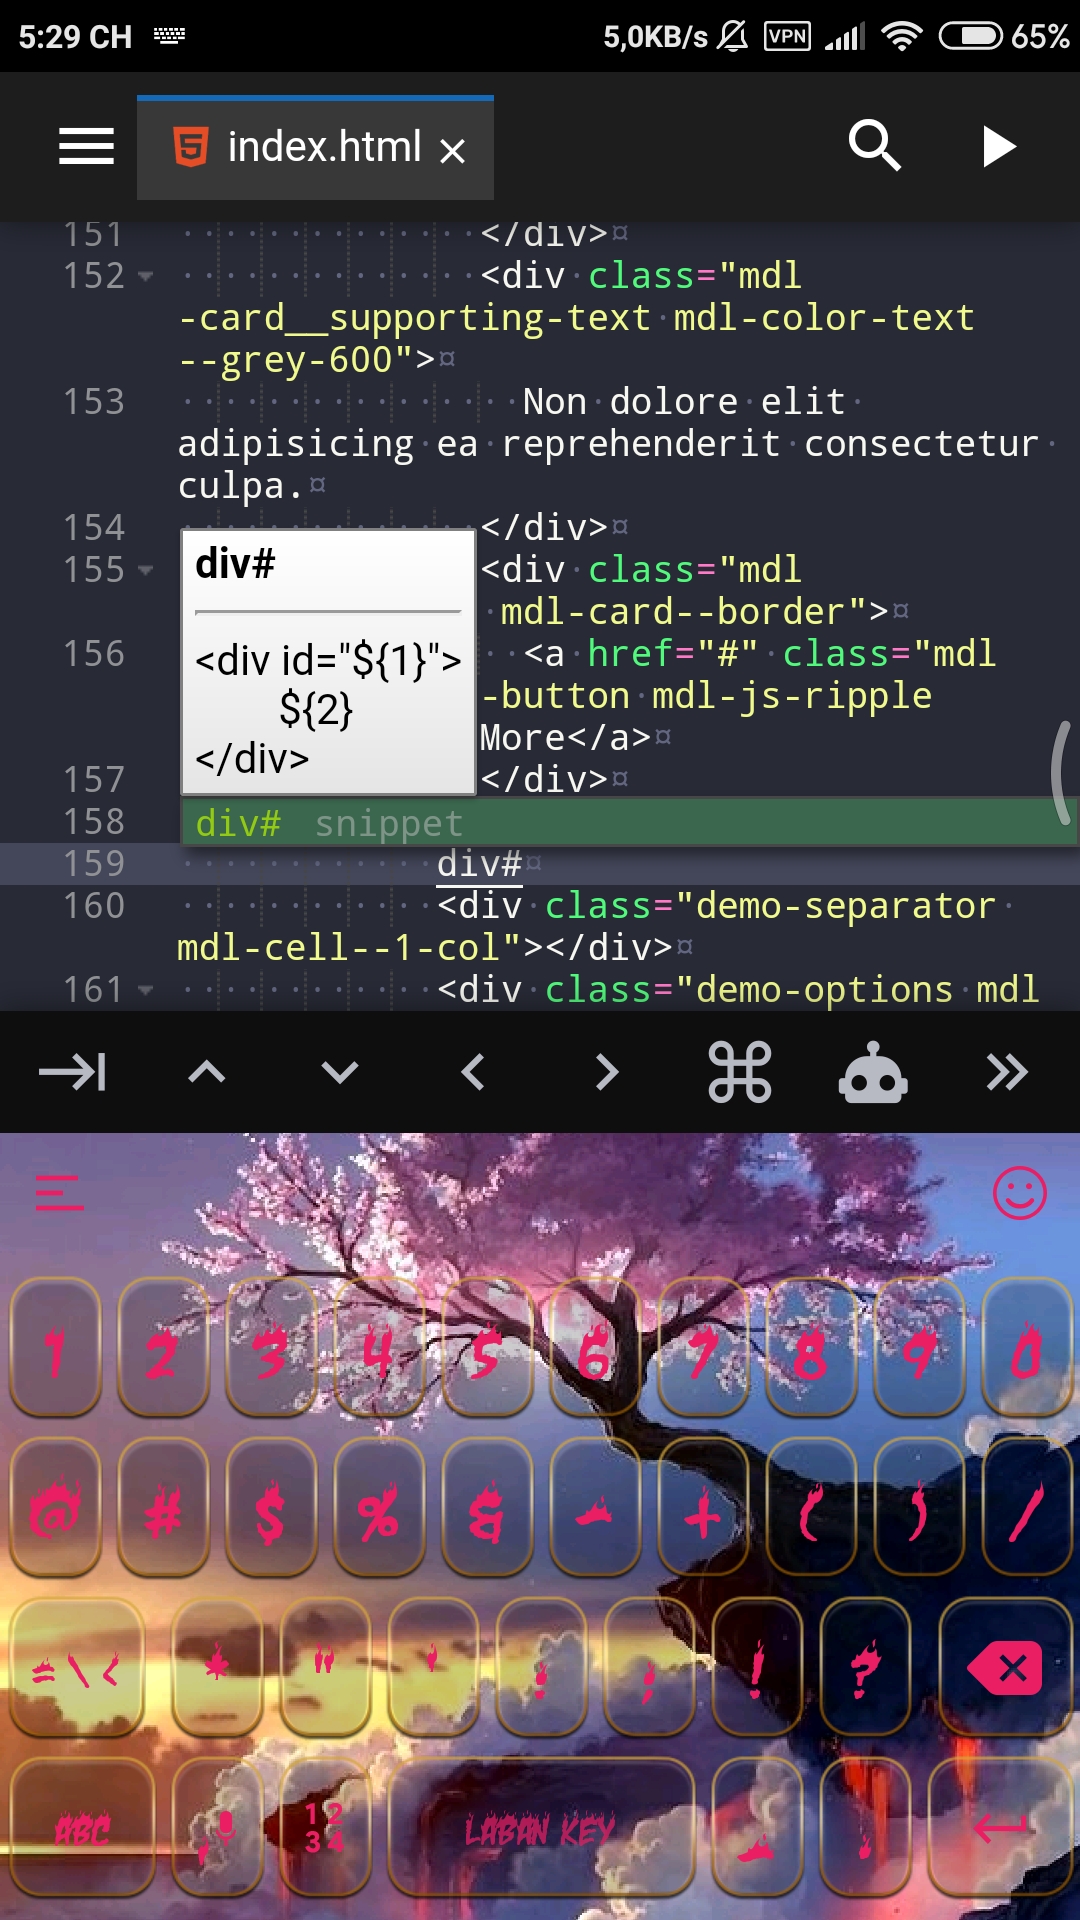 5:29 CH 5,0KB/s VPN 65%
index.html ×
151 </div>¤
152 <div·class="mdl
-card__supporting-text·mdl-color-text
--grey-600">¤
153 Non·dolore·elit·
adipisicing·ea·reprehenderit·consectetur·
culpa.¤
154 </div>¤
155 <div·class="mdl
·mdl-card--border">¤
156 <a·href="#"·class="mdl
-button·mdl-js-ripple
More</a>¤
157 </div>¤
158
div#
<div id="${1}">
${2}
</div>
div# snippet
159 div#¤
160 <div·class="demo-separator·
mdl-cell--1-col"></div>¤
161 <div·class="demo-options·mdl
1 2 3 4 5 6 7 8 9 0
@ # $ % & - + ( ) /
=\< * " ' : ; ! ? 
ABC , 12 34 LABAN KEY _ .